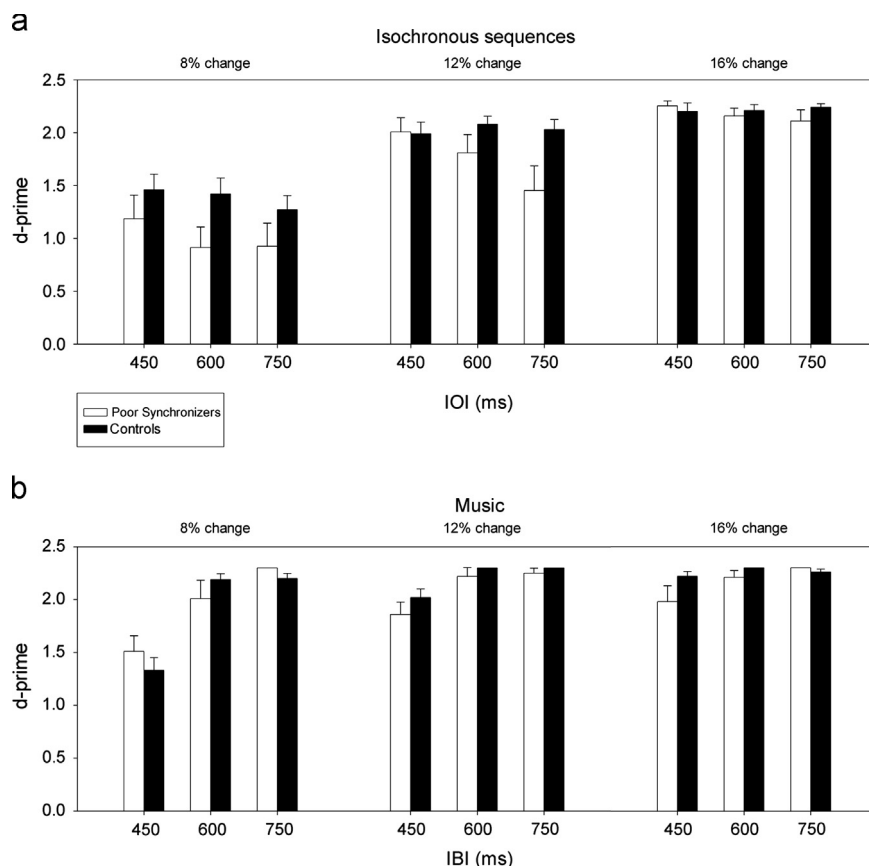 a
Isochronous sequences
8% change 12% change 16% change
2.5
2.0
1.5
1.0
0.5
0.0
d-prime
450 600 750 450 600 750 450 600 750
IOI (ms)
Poor Synchronizers
Controls
b
Music
8% change 12% change 16% change
2.5
2.0
1.5
1.0
0.5
0.0
d-prime
450 600 750 450 600 750 450 600 750
IBI (ms)